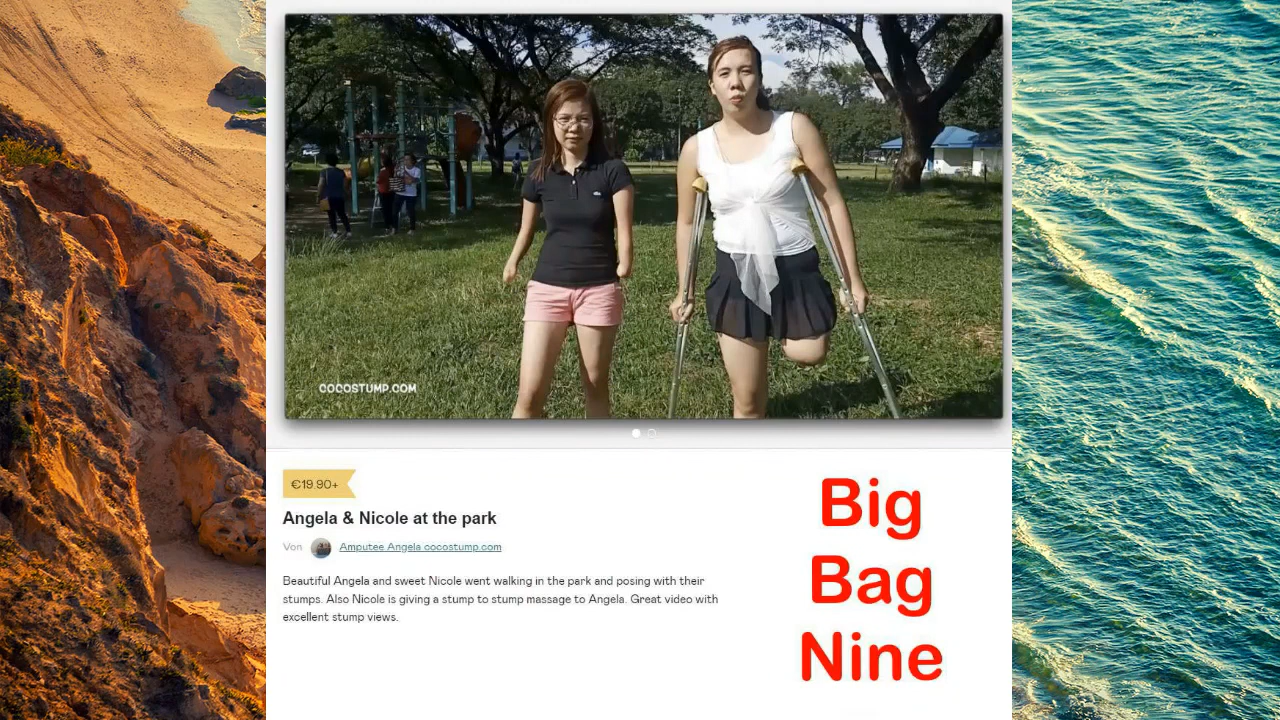 COCOSTUMP.COM
€19.90+
Angela & Nicole at the park
Von Amputee Angela cocostump.com
Beautiful Angela and sweet Nicole went walking in the park and posing with their
stumps. Also Nicole is giving a stump to stump massage to Angela. Great video with
excellent stump views.
Big
Bag
Nine